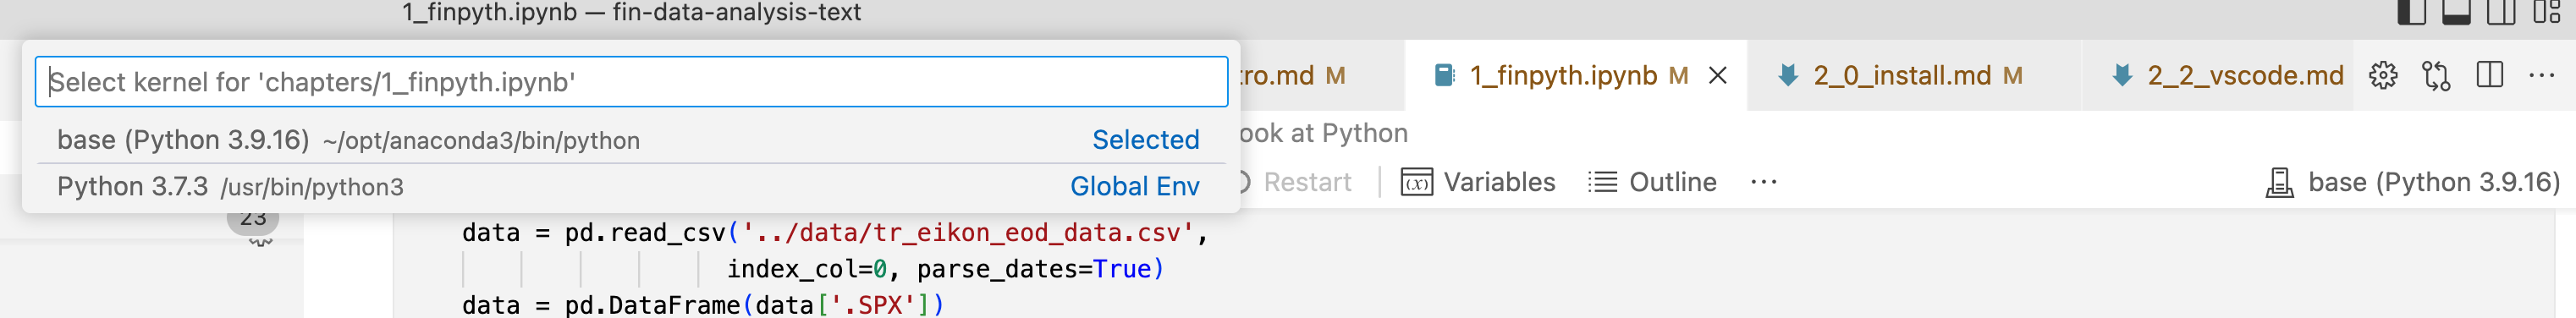 1_finpyth.ipynb — fin-data-analysis-text
Select kernel for 'chapters/1_finpyth.ipynb'
base (Python 3.9.16) ~/opt/anaconda3/bin/python Selected
Python 3.7.3 /usr/bin/python3 Global Env
tro.md M 1_finpyth.ipynb M 2_0_install.md M 2_2_vscode.md
ook at Python
Restart (x) Variables Outline ... base (Python 3.9.16)
23
data = pd.read_csv('../data/tr_eikon_eod_data.csv',
index_col=0, parse_dates=True)
data = pd.DataFrame(data['.SPX'])